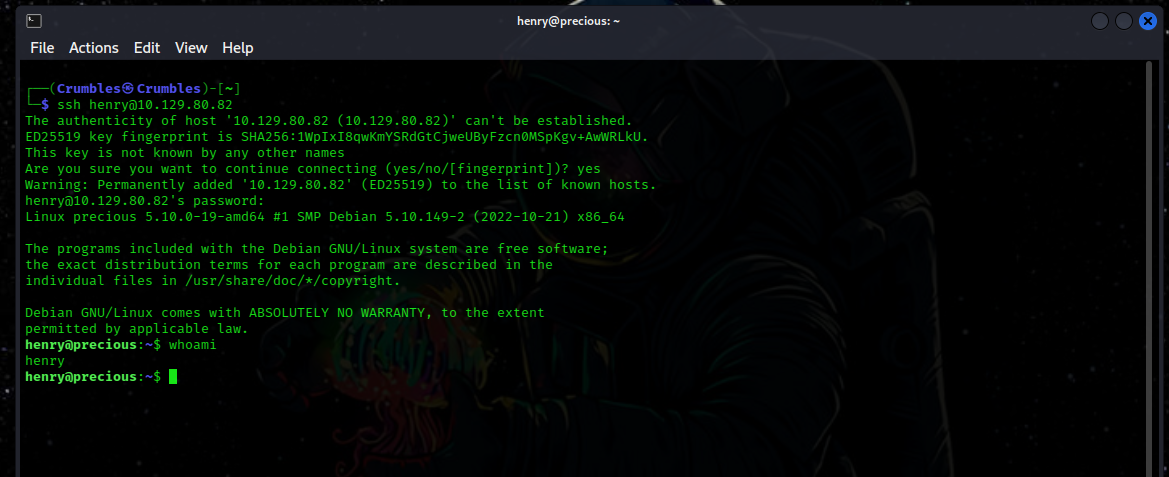 henry@precious: ~
File Actions Edit View Help
┌──(Crumbles㉿Crumbles)-[~]
└─$ ssh henry@10.129.80.82
The authenticity of host '10.129.80.82 (10.129.80.82)' can't be established.
ED25519 key fingerprint is SHA256:1WpIxI8qwKmYSRdGtCjweUByFzcn0MSpKgv+AwWRLkU.
This key is not known by any other names
Are you sure you want to continue connecting (yes/no/[fingerprint])? yes
Warning: Permanently added '10.129.80.82' (ED25519) to the list of known hosts.
henry@10.129.80.82's password:
Linux precious 5.10.0-19-amd64 #1 SMP Debian 5.10.149-2 (2022-10-21) x86_64
The programs included with the Debian GNU/Linux system are free software;
the exact distribution terms for each program are described in the
individual files in /usr/share/doc/*/copyright.
Debian GNU/Linux comes with ABSOLUTELY NO WARRANTY, to the extent
permitted by applicable law.
henry@precious:~$ whoami
henry
henry@precious:~$